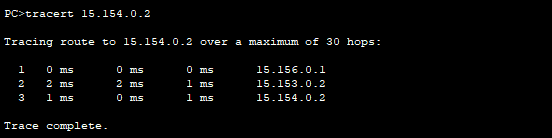 PC>tracert 15.154.0.2
Tracing route to 15.154.0.2 over a maximum of 30 hops:
1 0 ms 0 ms 0 ms 15.156.0.1
2 2 ms 2 ms 1 ms 15.153.0.2
3 1 ms 0 ms 1 ms 15.154.0.2
Trace complete.